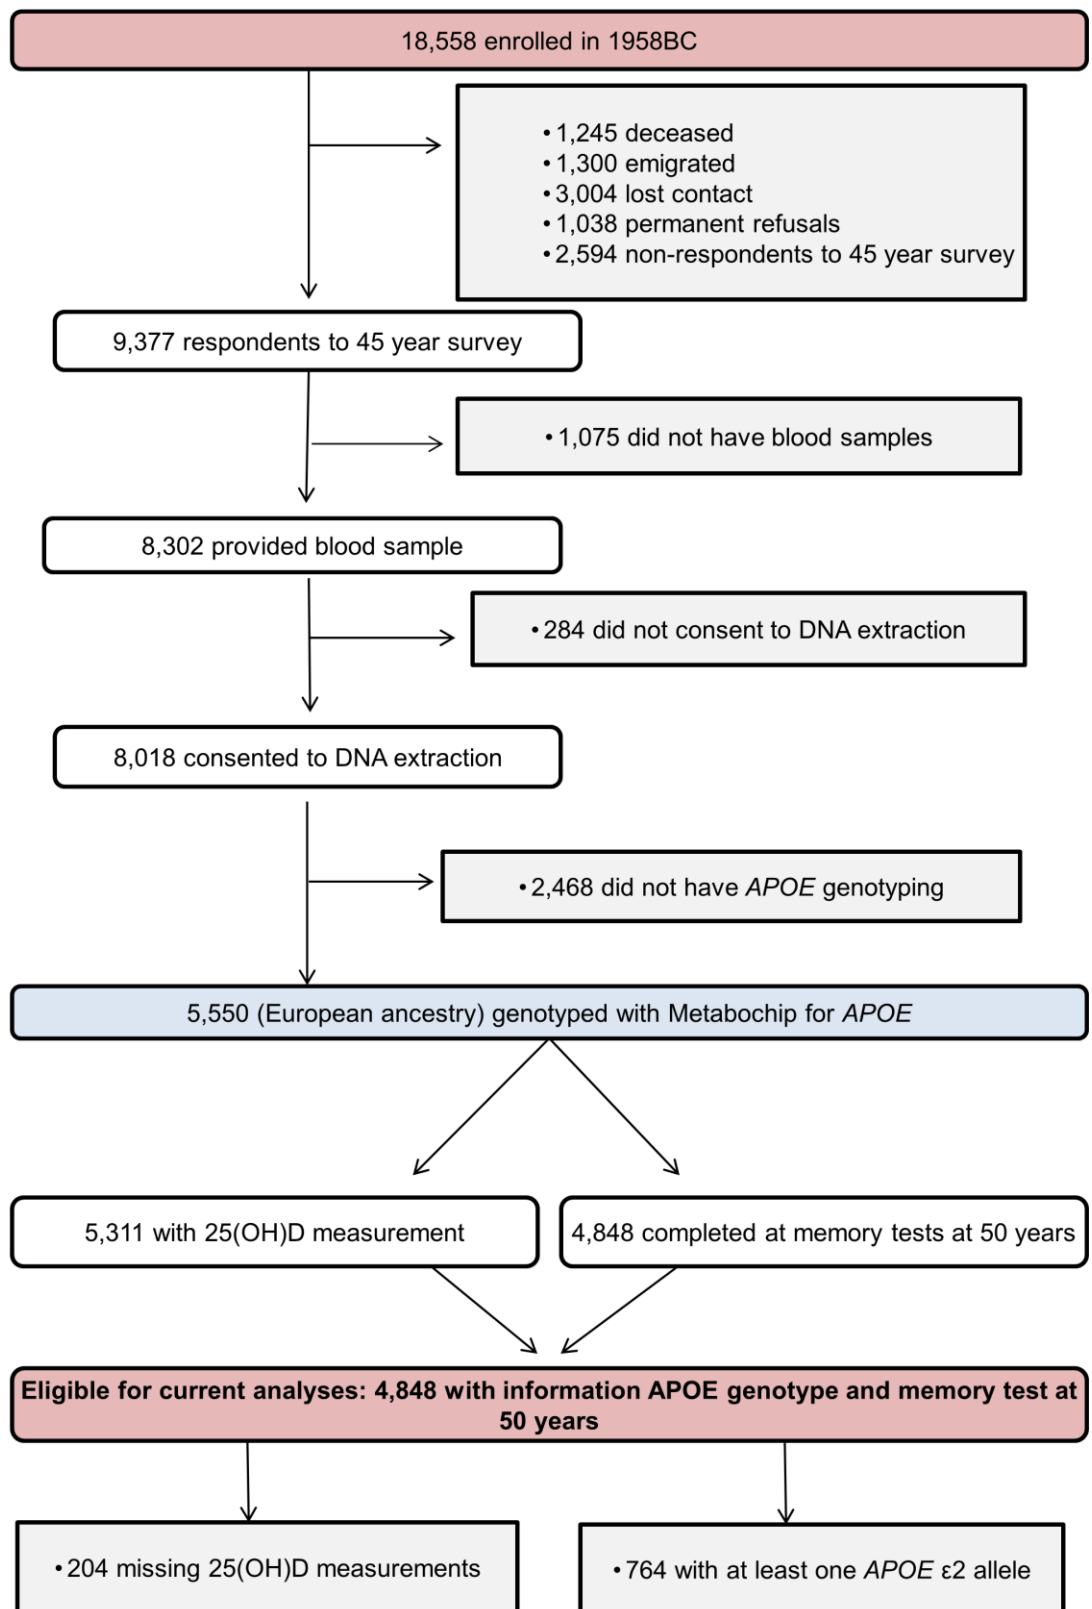 18,558 enrolled in 1958BC
•1,245 deceased
•1,300 emigrated
•3,004 lost contact
•1,038 permanent refusals
•2,594 non-respondents to 45 year survey
9,377 respondents to 45 year survey
•1,075 did not have blood samples
8,302 provided blood sample
•284 did not consent to DNA extraction
8,018 consented to DNA extraction
•2,468 did not have APOE genotyping
5,550 (European ancestry) genotyped with Metabochip for APOE
5,311 with 25(OH)D measurement
4,848 completed at memory tests at 50 years
Eligible for current analyses: 4,848 with information APOE genotype and memory test at
50 years
•204 missing 25(OH)D measurements
•764 with at least one APOE ε2 allele